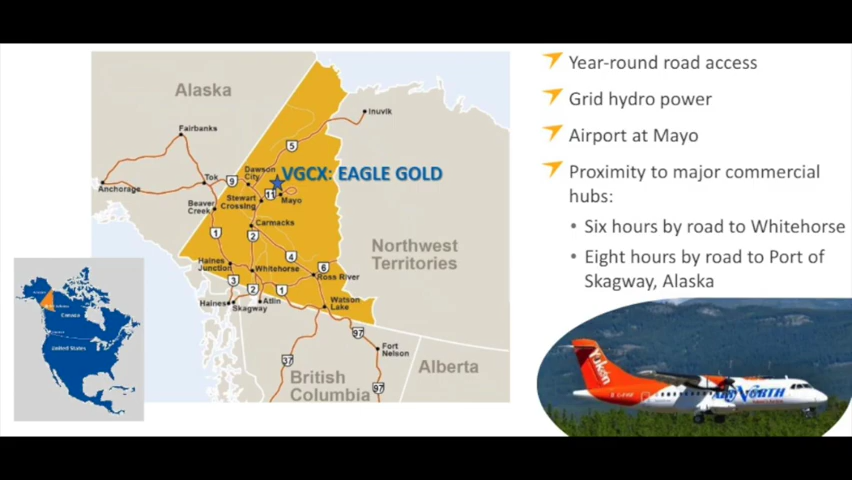 Alaska
Inuvik
Fairbanks
5
Dawson
City
VGCX: EAGLE GOLD
Tok
9
Anchorage
11
Mayo
Stewart
Crossing
Beaver
Creek
Carmacks
1
2
4
Northwest
Territories
Haines
Junction
Whitehorse
6
Ross River
3
2
1
Haines
Skagway
Atlin
Watson
Lake
97
Fort
Nelson
37
97
British
Columbia
Alberta
Canada
United States
Year-round road access
Grid hydro power
Airport at Mayo
Proximity to major commercial
hubs:
• Six hours by road to Whitehorse
• Eight hours by road to Port of
Skagway, Alaska
Yukon
AIR NORTH